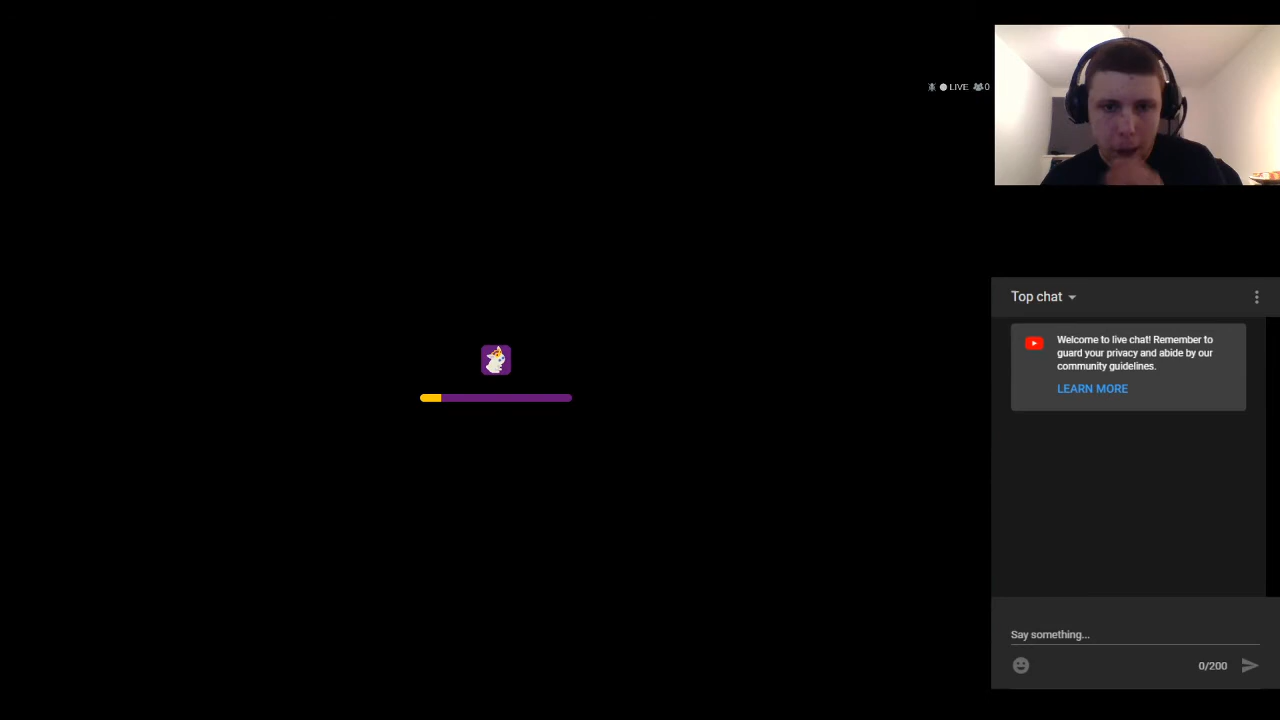 LIVE 0
Top chat
Welcome to live chat! Remember to
guard your privacy and abide by our
community guidelines.
LEARN MORE
Say something...
0/200